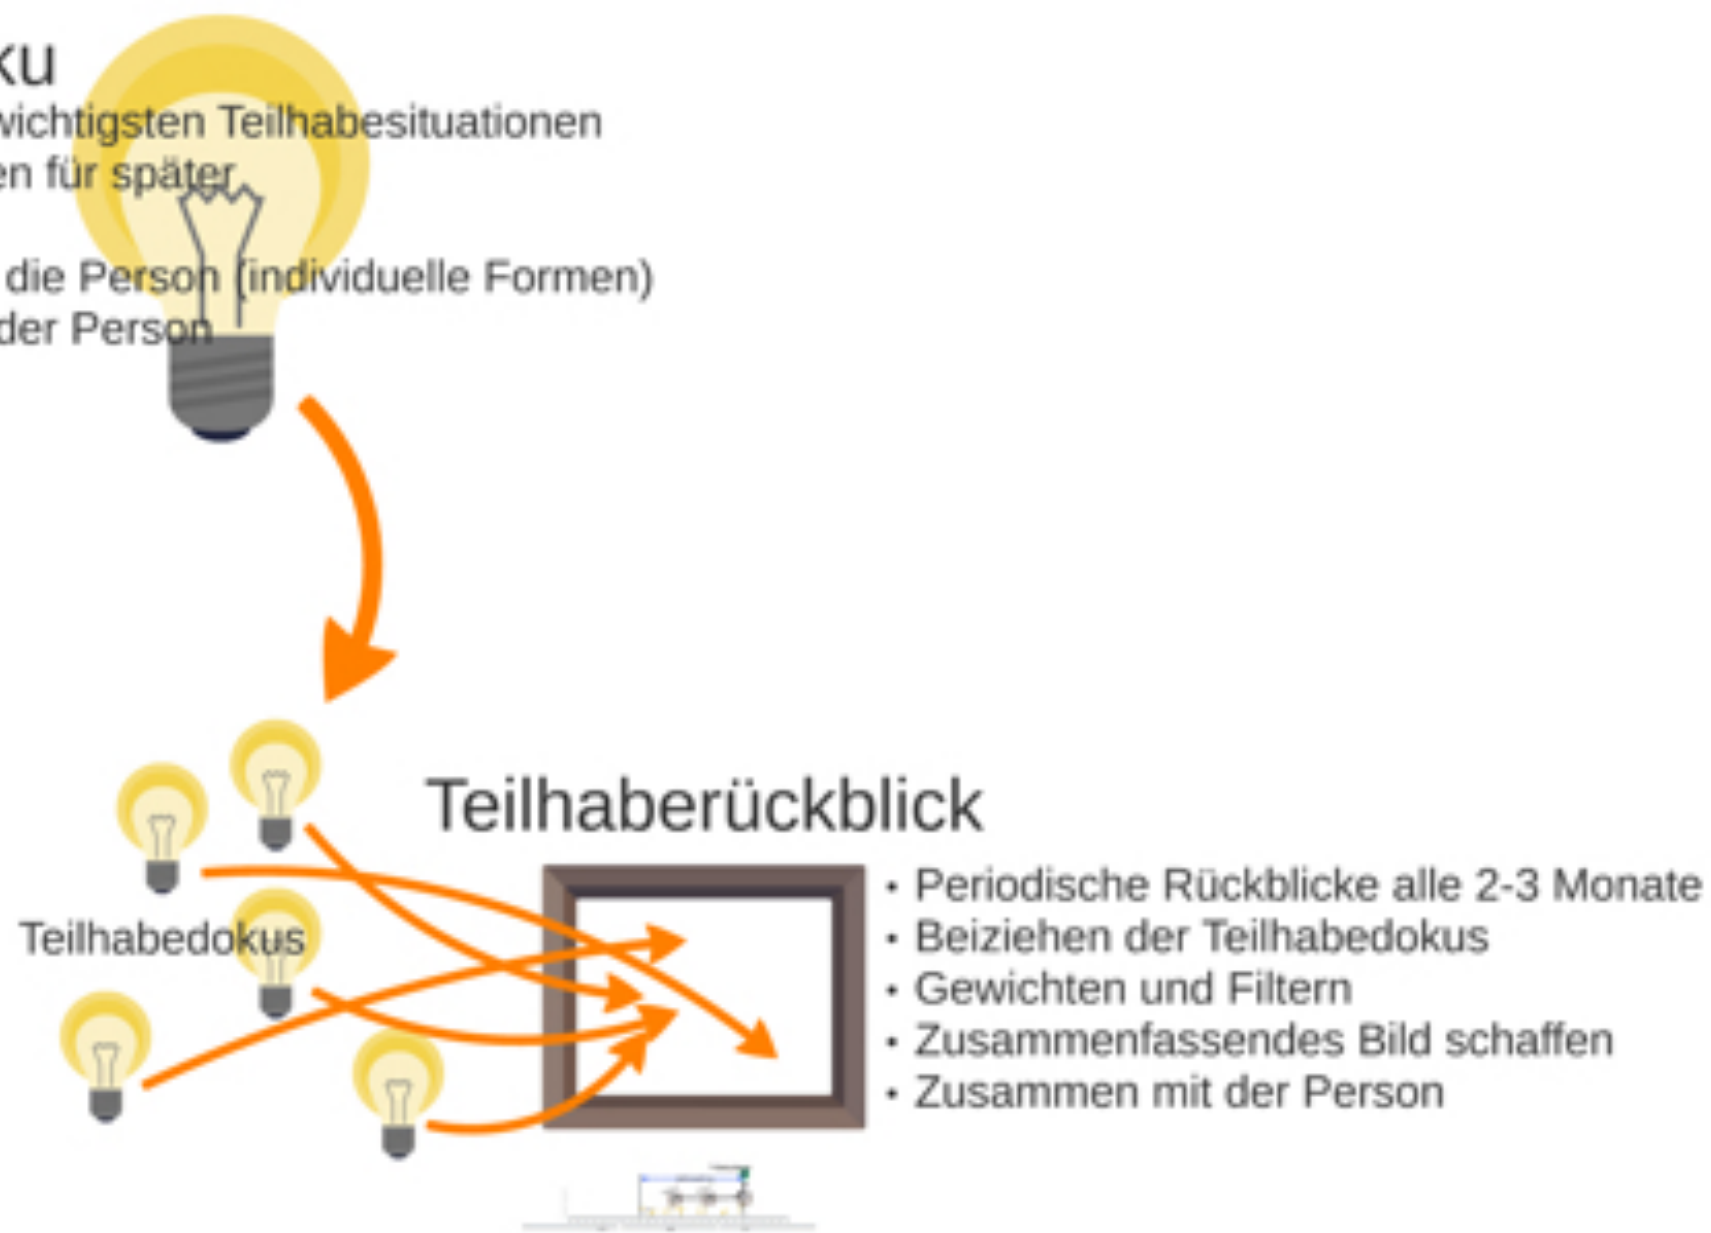 ku
wichtigsten Teilhabesituationen
en für später
die Person (individuelle Formen)
der Person
Teilhaberückblick
• Periodische Rückblicke alle 2-3 Monate
Teilhabedokus
• Beiziehen der Teilhabedokus
• Gewichten und Filtern
• Zusammenfassendes Bild schaffen
• Zusammen mit der Person